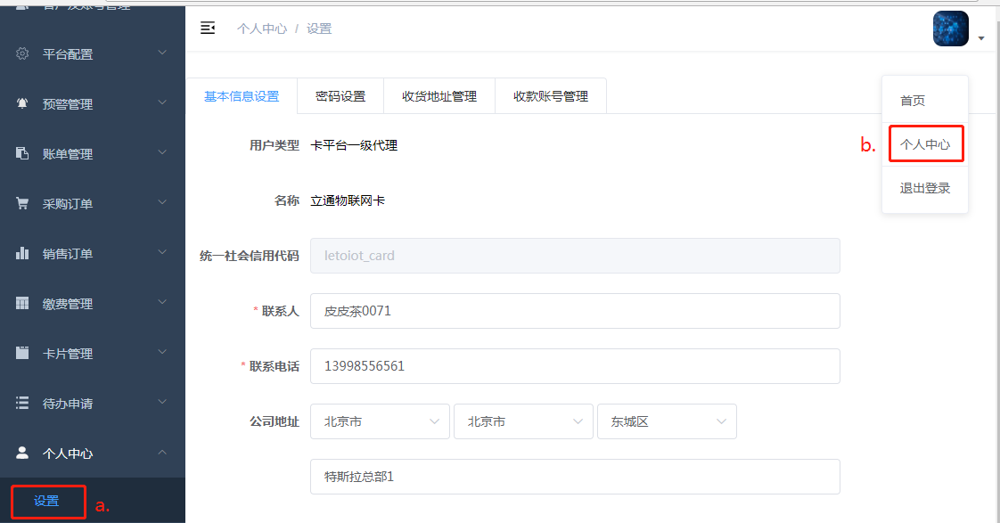 客户及账号管理
平台配置
预警管理
账单管理
采购订单
销售订单
缴费管理
卡片管理
待办申请
个人中心
设置
a.
个人中心 / 设置
首页
b. 个人中心
退出登录
基本信息设置 密码设置 收货地址管理 收款账号管理
用户类型 卡平台一级代理
名称 立通物联网卡
统一社会信用代码 letoiot_card
* 联系人 皮皮茶0071
* 联系电话 13998556561
公司地址 北京市 北京市 东城区
特斯拉总部1